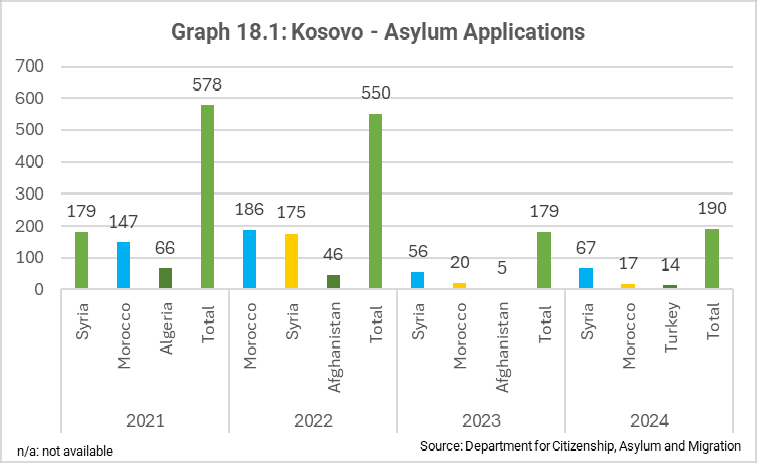 Graph 18.1: Kosovo - Asylum Applications
700
600
500
400
300
200
100
0
179
147
66
578
186
175
46
550
56
20
5
179
67
17
14
190
Syria
Morocco
Algeria
Total
Morocco
Syria
Afghanistan
Total
Syria
Morocco
Afghanistan
Total
Syria
Morocco
Turkey
Total
2021
2022
2023
2024
n/a: not available
Source: Department for Citizenship, Asylum and Migration